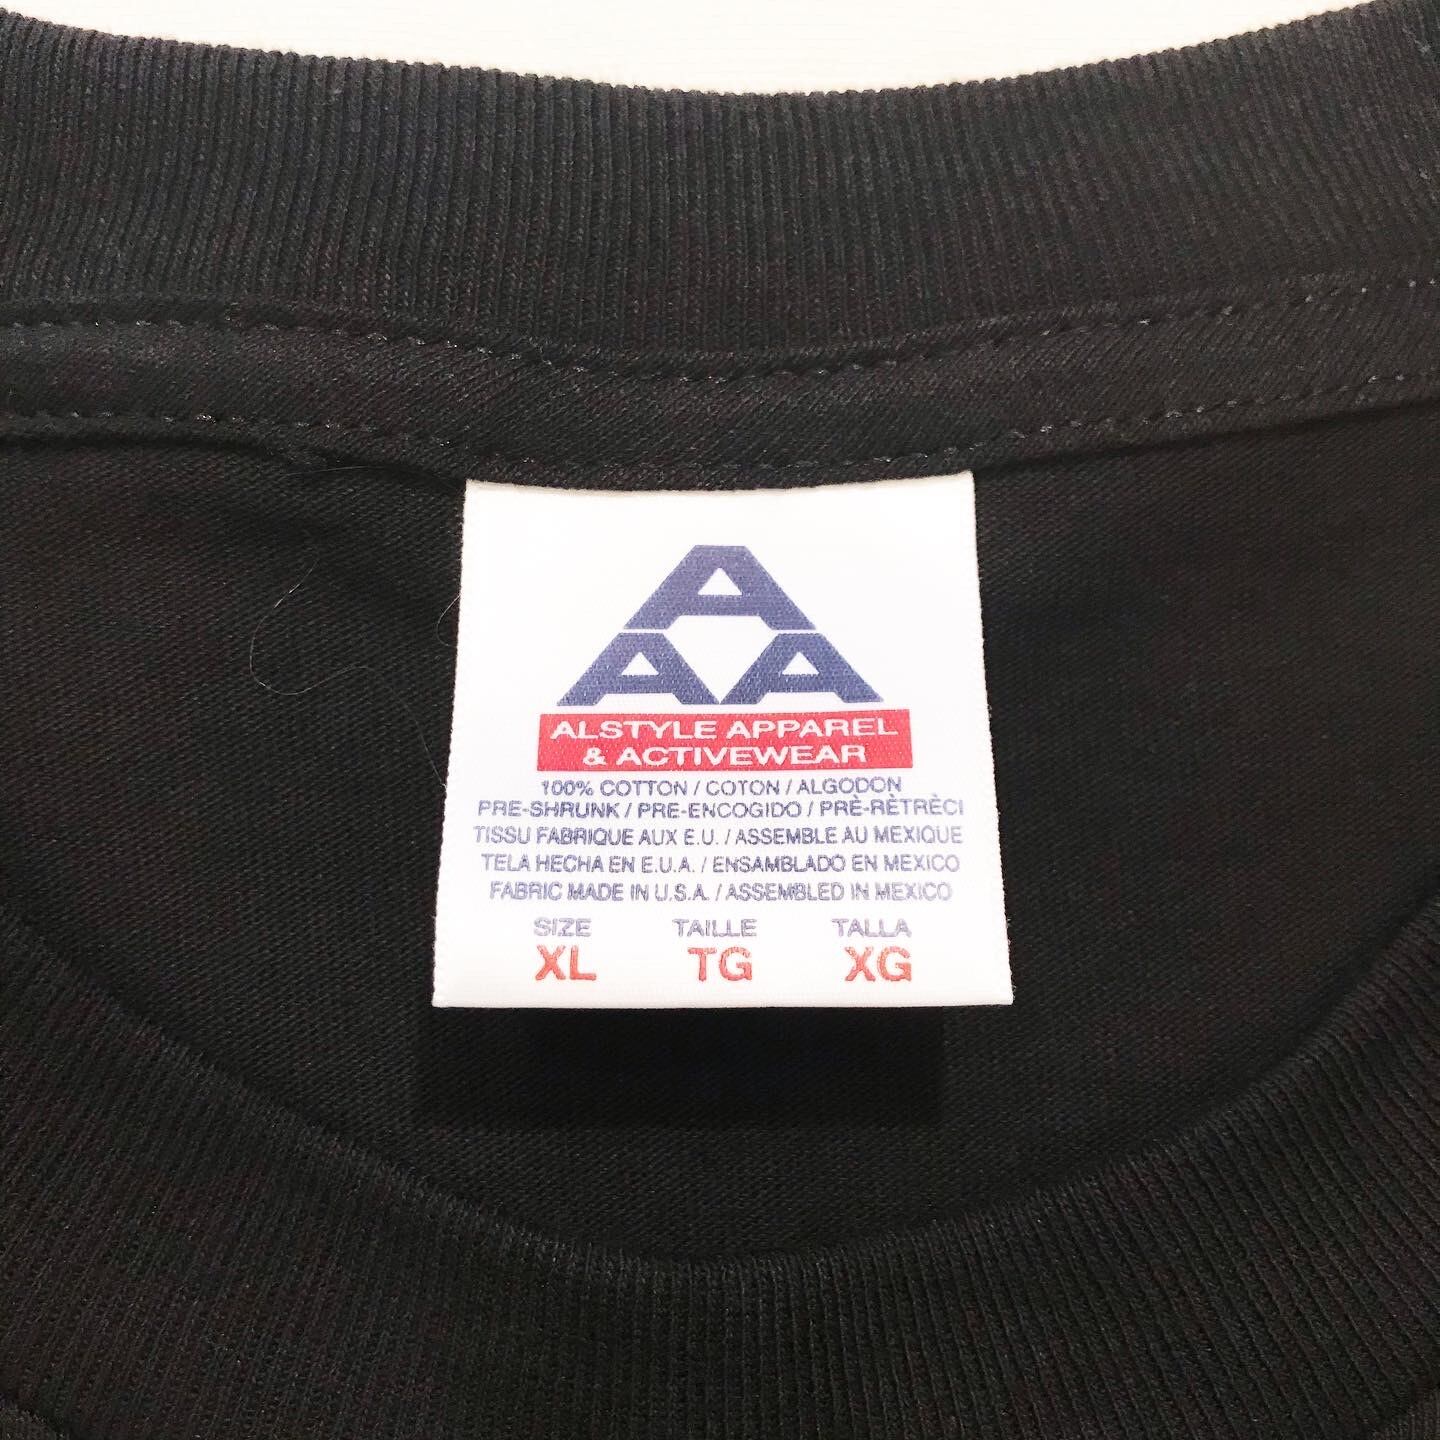 A
A A
ALSTYLE APPAREL
& ACTIVEWEAR
100% COTTON / COTON / ALGODON
PRE-SHRUNK / PRE-ENCOGIDO / PRÈ-RÈTRÈCI
TISSU FABRIQUE AUX E.U. / ASSEMBLE AU MEXIQUE
TELA HECHA EN E.U.A. / ENSAMBLADO EN MEXICO
FABRIC MADE IN U.S.A. / ASSEMBLED IN MEXICO
SIZE TAILLE TALLA
XL TG XG